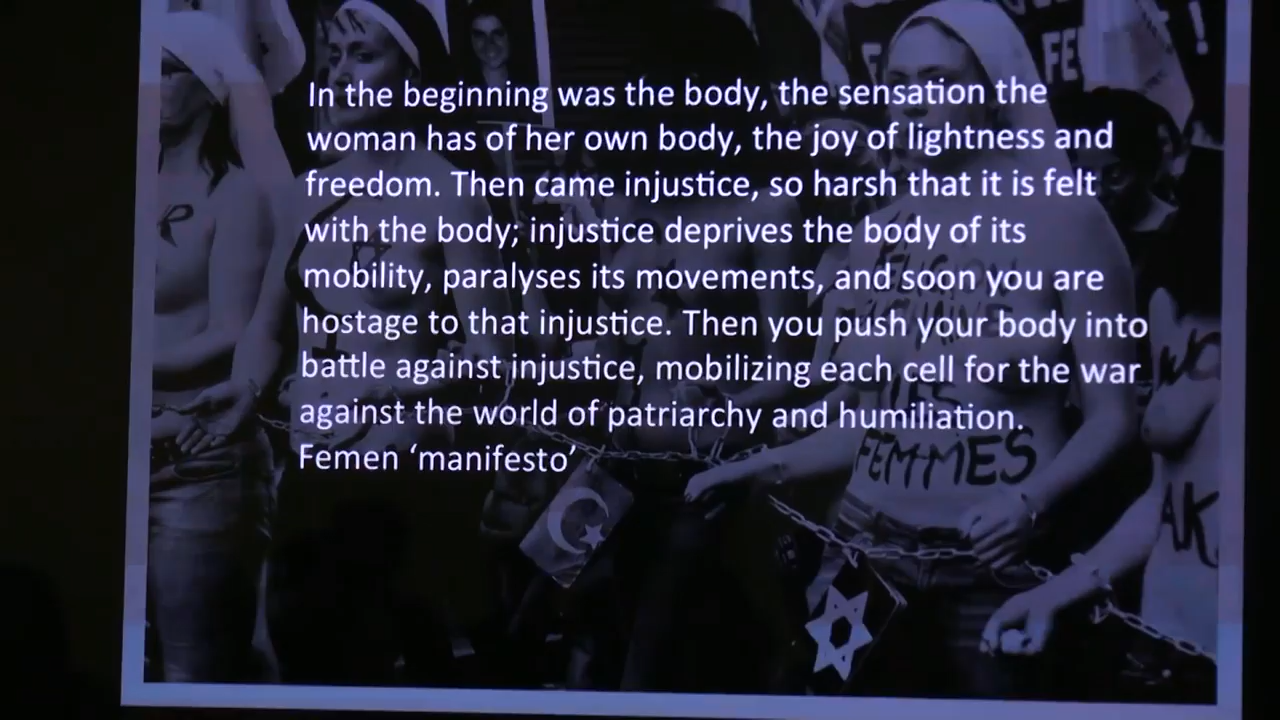 In the beginning was the body, the sensation the
woman has of her own body, the joy of lightness and
freedom. Then came injustice, so harsh that it is felt
with the body; injustice deprives the body of its
mobility, paralyses its movements, and soon you are
hostage to that injustice. Then you push your body into
battle against injustice, mobilizing each cell for the war
against the world of patriarchy and humiliation.
Femen ‘manifesto’
FEMMES